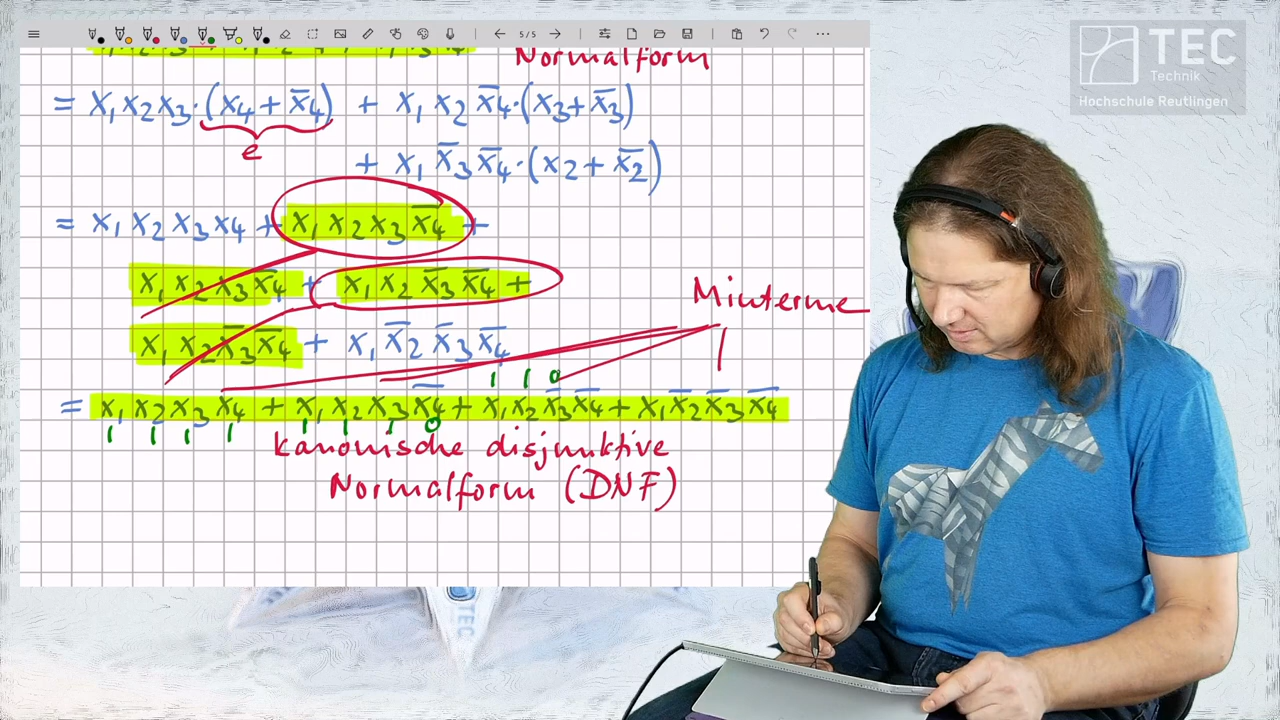 5/5
TEC
Technik
Hochschule Reutlingen
Normalform
= x₁x₂x₃·(x₄+x̅₄) + x₁x₂x̅₄·(x₃+x̅₃)
e
+ x₁x̅₃x̅₄·(x₂+x̅₂)
= x₁x₂x₃x₄ + x₁x₂x₃x̅₄ +
x₁x₂x₃x̅₄ + x₁x₂x̅₃x̅₄ +
Minterme
x₁x₂x̅₃x̅₄ + x₁x̅₂x̅₃x̅₄
1 1 0
= x₁x₂x₃x₄ + x₁x₂x₃x̅₄ + x₁x₂x̅₃x̅₄ + x₁x̅₂x̅₃x̅₄
1 1 1 1 1 1 1 0
kanonische disjunktive
Normalform (DNF)
TEC